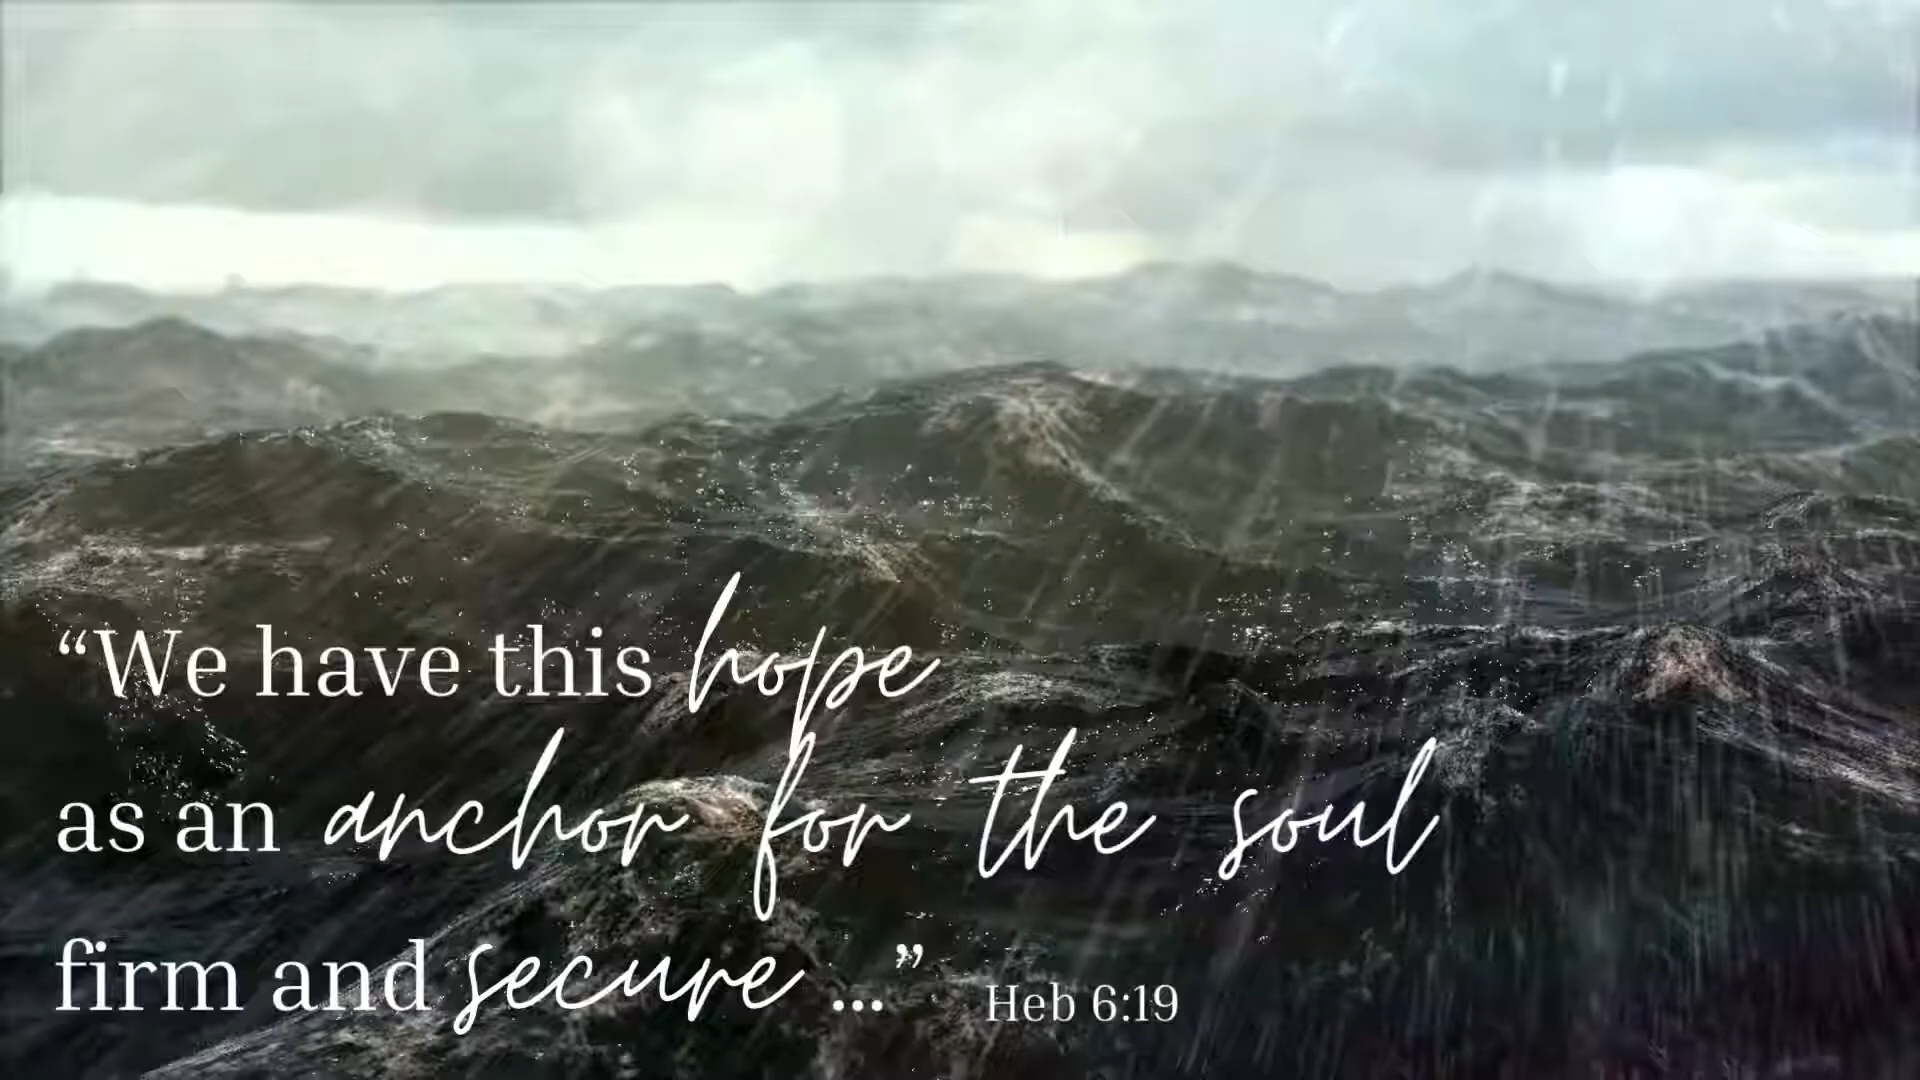 “We have this hope
as an anchor for the soul
firm and secure ...” Heb 6:19